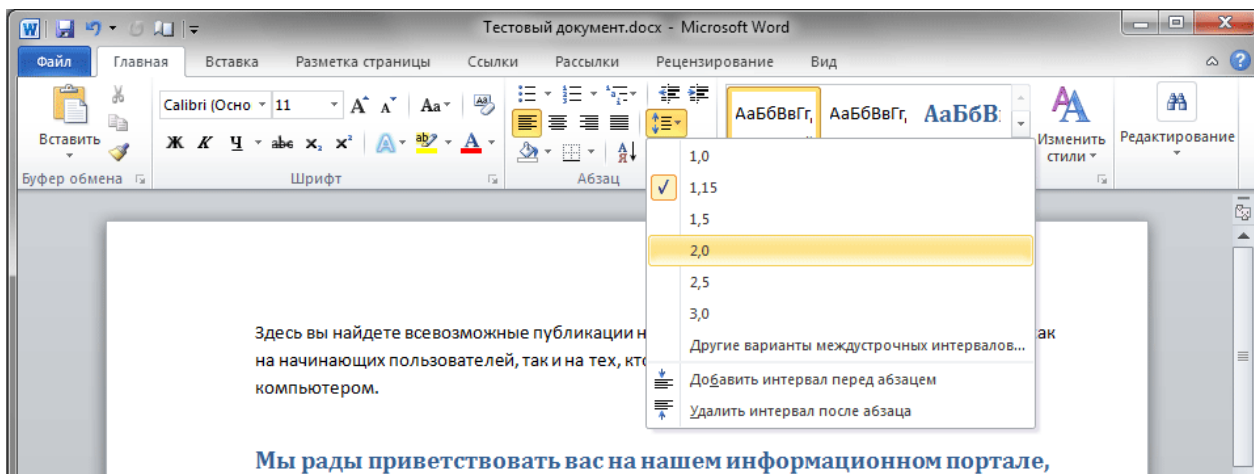 Тестовый документ.docx - Microsoft Word
Файл Главная Вставка Разметка страницы Ссылки Рассылки Рецензирование Вид
Calibri (Осно 11 Aa
АаБбВвГг, АаБбВвГг, АаБбВ
Вставить
Ж К Ч abc x₂ x²
Изменить стили
Редактирование
Буфер обмена Шрифт Абзац
1,0
1,15
1,5
2,0
2,5
3,0
Другие варианты междустрочных интервалов...
Добавить интервал перед абзацем
Удалить интервал после абзаца
Здесь вы найдете всевозможные публикации
на начинающих пользователей, так и на тех,
компьютером.
Мы рады приветствовать вас на нашем информационном портале,